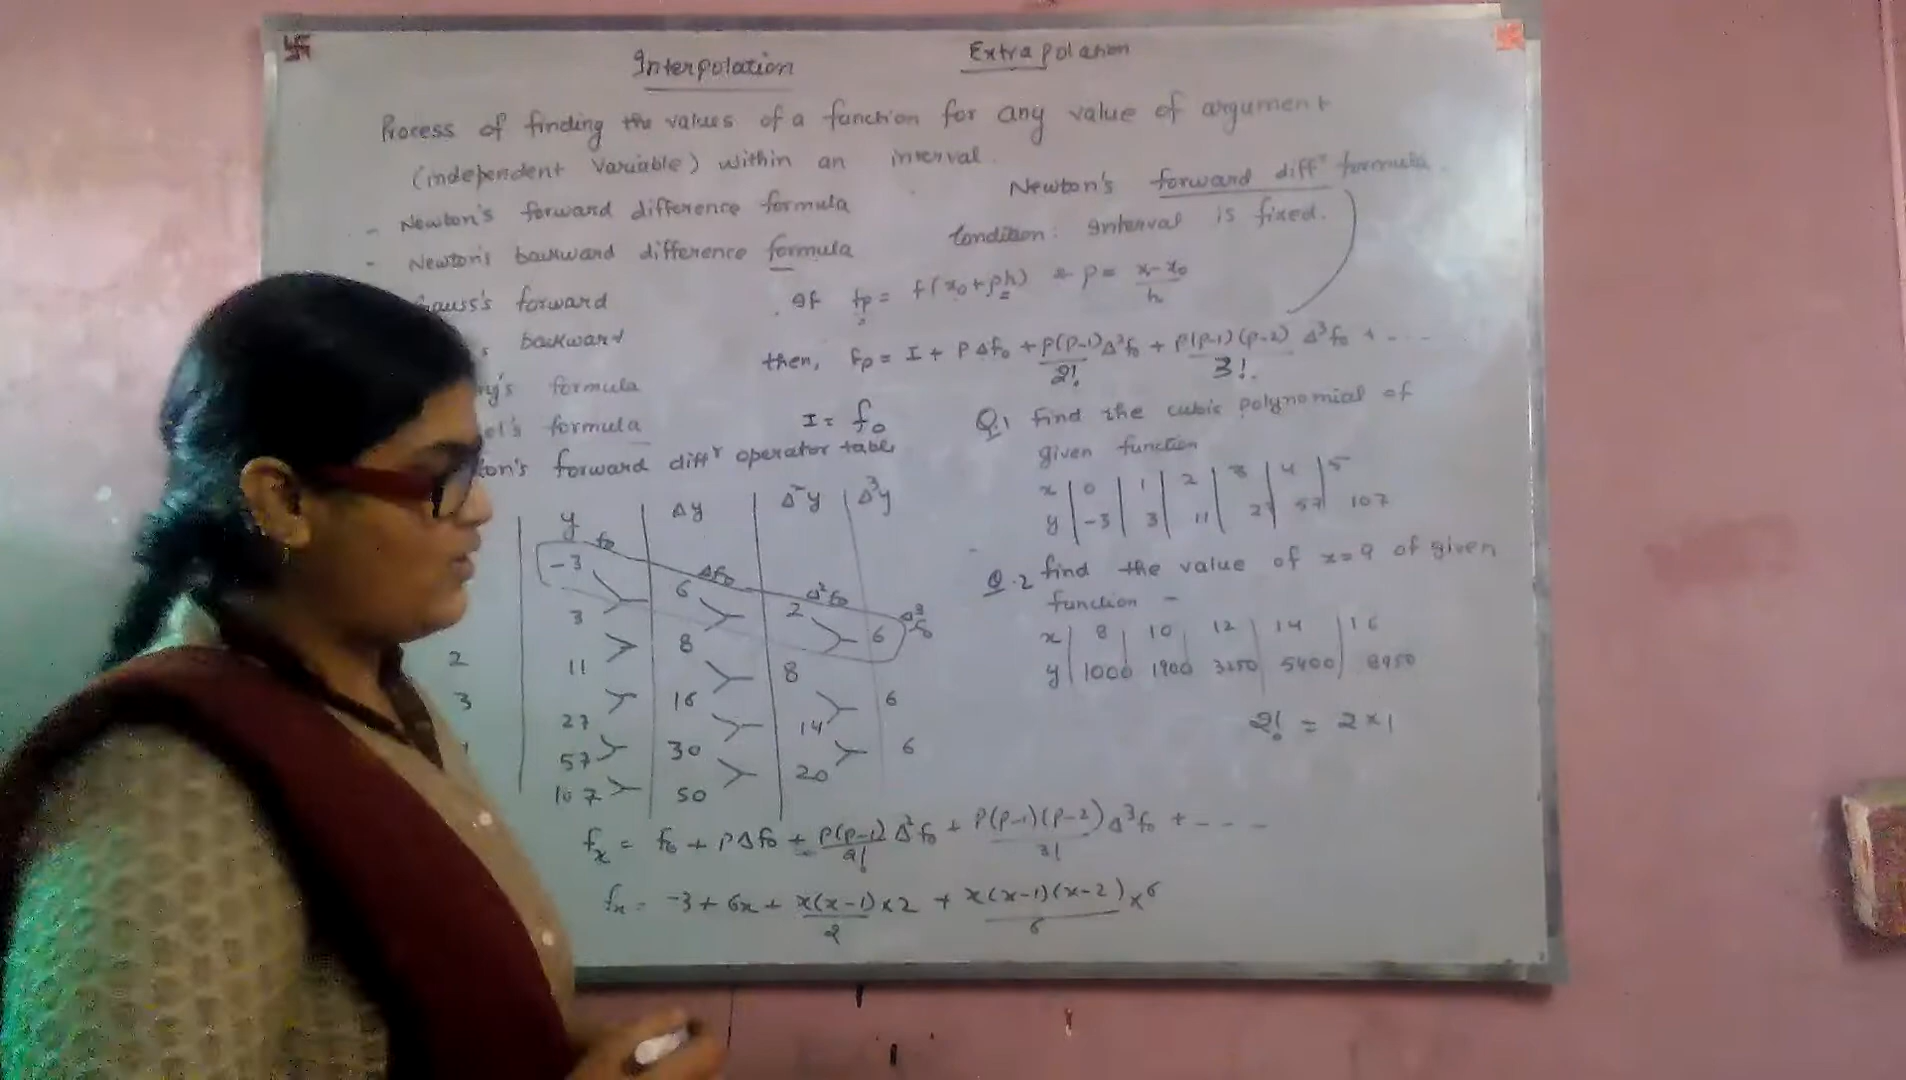 Interpolation
Extrapolation
Process of finding the values of a function for any value of argument
(independent variable) within an interval.
- Newton's forward difference formula
- Newton's backward difference formula
Gauss's forward
backward
formula
formula
Newton's forward diffr formula.
Condition: Interval is fixed.
If fp = f(x0+ph) & p = x-x0 / h
then, fp = I + PΔf0 + P(P-1)/2! Δ²f0 + P(P-1)(P-2)/3! Δ³f0 + - - -
I = f0
forward diffr operator table
y | Δy | Δ²y | Δ³y
f0 Δf0 Δ²f0 Δ³f0
-3
6
3 2
8 6
2 11 8
16 6
3 27 14
30 6
57 20
50
107
fx = f0 + PΔf0 + P(P-1)/2! Δ²f0 + P(P-1)(P-2)/3! Δ³f0 + - - -
fx = -3 + 6x + x(x-1)×2/2 + x(x-1)(x-2)/6 ×6
Q.1 find the cubic polynomial of
given function
x | 0 | 1 | 2 | 3 | 4 | 5
y | -3 | 3 | 11 | 27 | 57 | 107
Q.2 find the value of x=9 of given
function -
x | 8 | 10 | 12 | 14 | 16
y | 1000 1900 3250 5400 8950
2! = 2×1